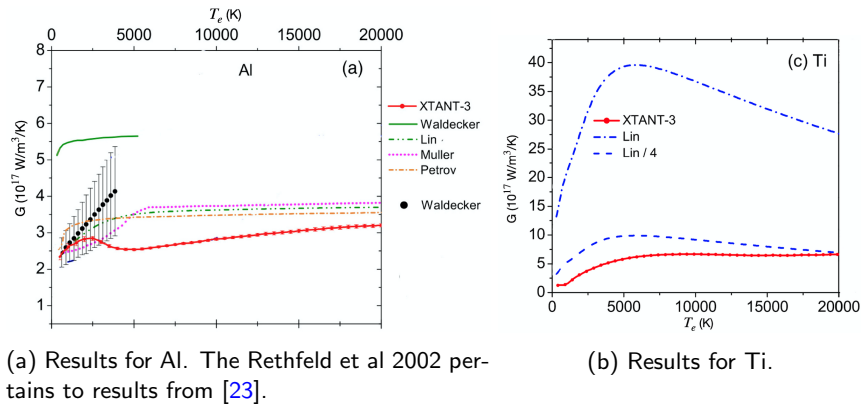 T_e (K)
0 5000 10000 15000 20000
8
7
6
5
4
3
2
1
G (10^17 W/m^3/K)
Al
(a)
XTANT-3
Waldecker
Lin
Muller
Petrov
Waldecker
(c) Ti
40
35
30
25
20
15
10
5
0
G (10^17 W/m^3/K)
XTANT-3
Lin
Lin / 4
0 5000 10000 15000 20000
T_e (K)
(a) Results for Al. The Rethfeld et al 2002 per-
tains to results from [23].
(b) Results for Ti.